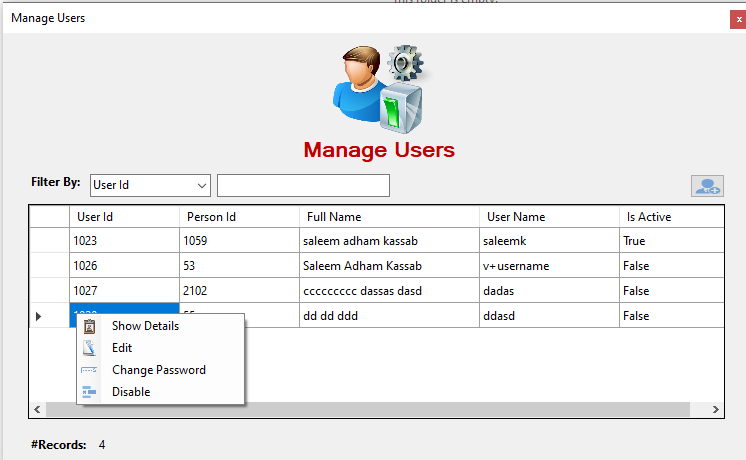 Manage Users
x
Manage Users
Filter By: User Id
User Id Person Id Full Name User Name Is Active
1023 1059 saleem adham kassab saleemk True
1026 53 Saleem Adham Kassab v+username False
1027 2102 ccccccccc dassas dasd dadas False
dd dd ddd ddasd False
Show Details
Edit
Change Password
Disable
#Records: 4